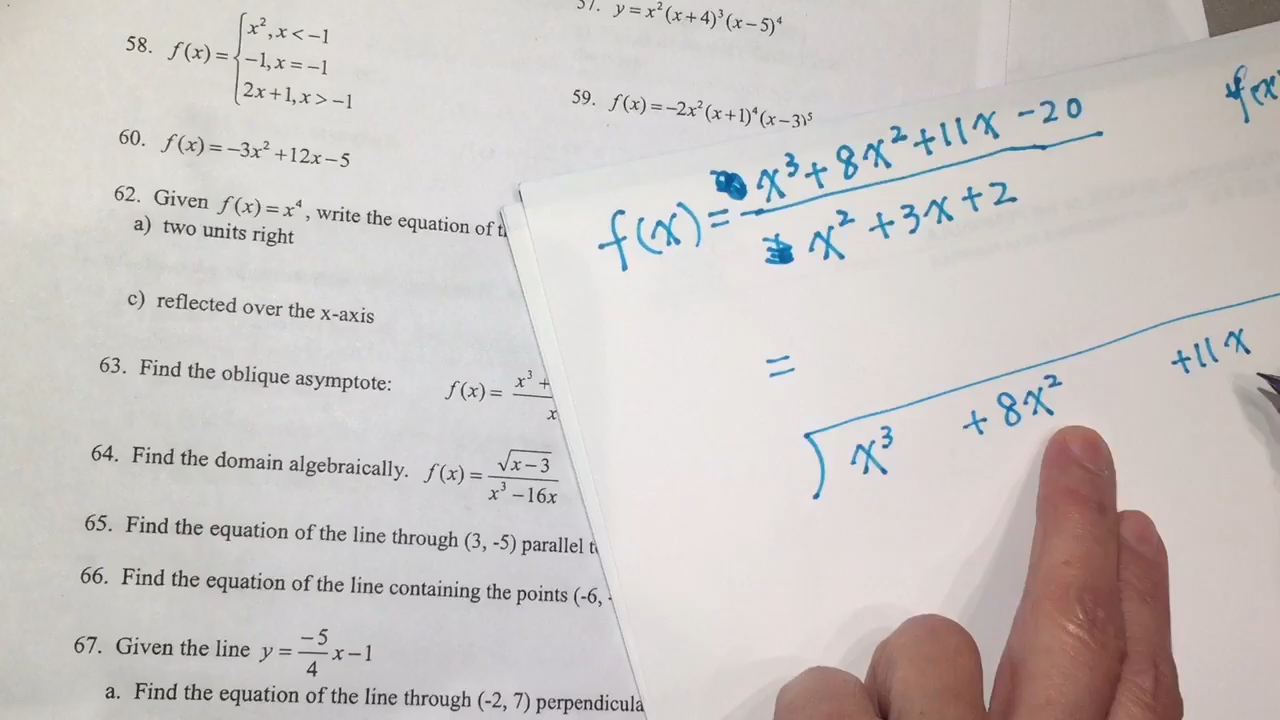 57. y = x²(x+4)³(x−5)⁴
58. f(x) = { x², x < −1
−1, x = −1
2x+1, x > −1
59. f(x) = −2x²(x+1)⁴(x−3)⁵
60. f(x) = −3x² + 12x − 5
62. Given f(x) = x⁴, write the equation of
a) two units right
c) reflected over the x-axis
63. Find the oblique asymptote: f(x) = x³ + / x
64. Find the domain algebraically. f(x) = √(x−3) / (x³ − 16x)
65. Find the equation of the line through (3, -5) parallel
66. Find the equation of the line containing the points (-6,
67. Given the line y = −5/4 x − 1
a. Find the equation of the line through (-2, 7) perpendicula
f(x) = (x³ + 8x² + 11x − 20) / (x² + 3x + 2)
=
x³ + 8x² + 11x
f(x